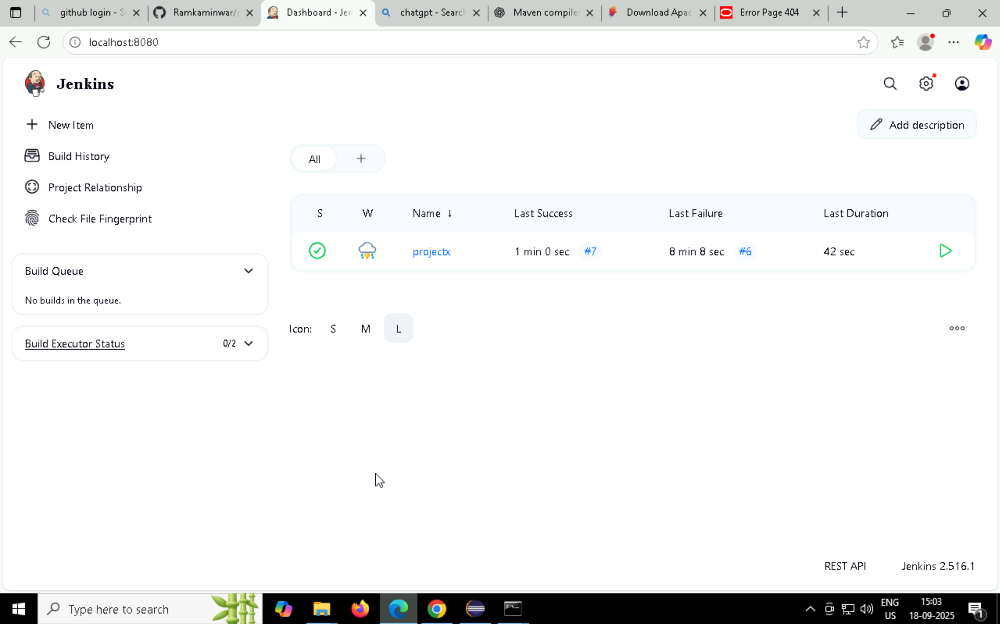 github login - S
Ramkaminwar/p
Dashboard - Jen
chatgpt - Search
Maven compile
Download Apac
Error Page 404
localhost:8080
Jenkins
New Item
Add description
Build History
All +
Project Relationship
Check File Fingerprint
S W Name ↓ Last Success Last Failure Last Duration
projectx 1 min 0 sec #7 8 min 8 sec #6 42 sec
Build Queue
No builds in the queue.
Icon: S M L
Build Executor Status 0/2
REST API Jenkins 2.516.1
Type here to search
ENG
US
15:03
18-09-2025
1